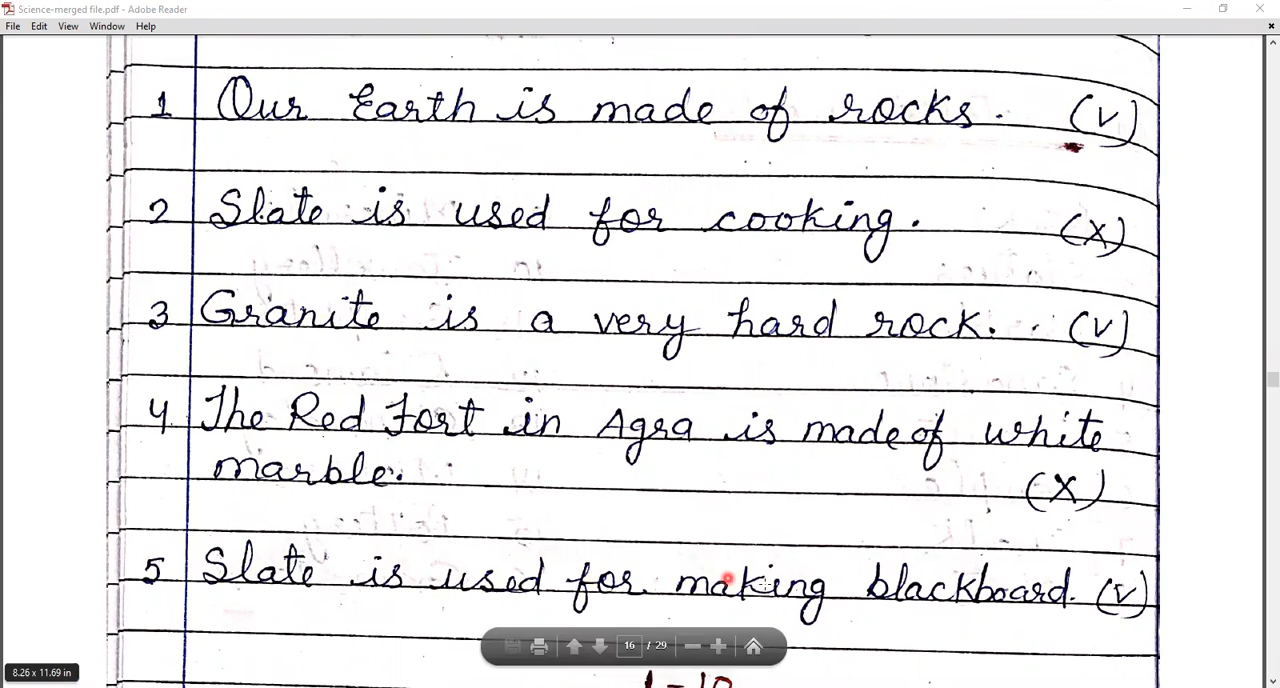 Science-merged file.pdf - Adobe Reader
File Edit View Window Help
1 Our Earth is made of rocks. (✓)
2 Slate is used for cooking. (X)
3 Granite is a very hard rock. (✓)
4 The Red Fort in Agra is made of white
marble. (X)
5 Slate is used for making blackboard. (✓)
16 / 29
8.26 x 11.69 in